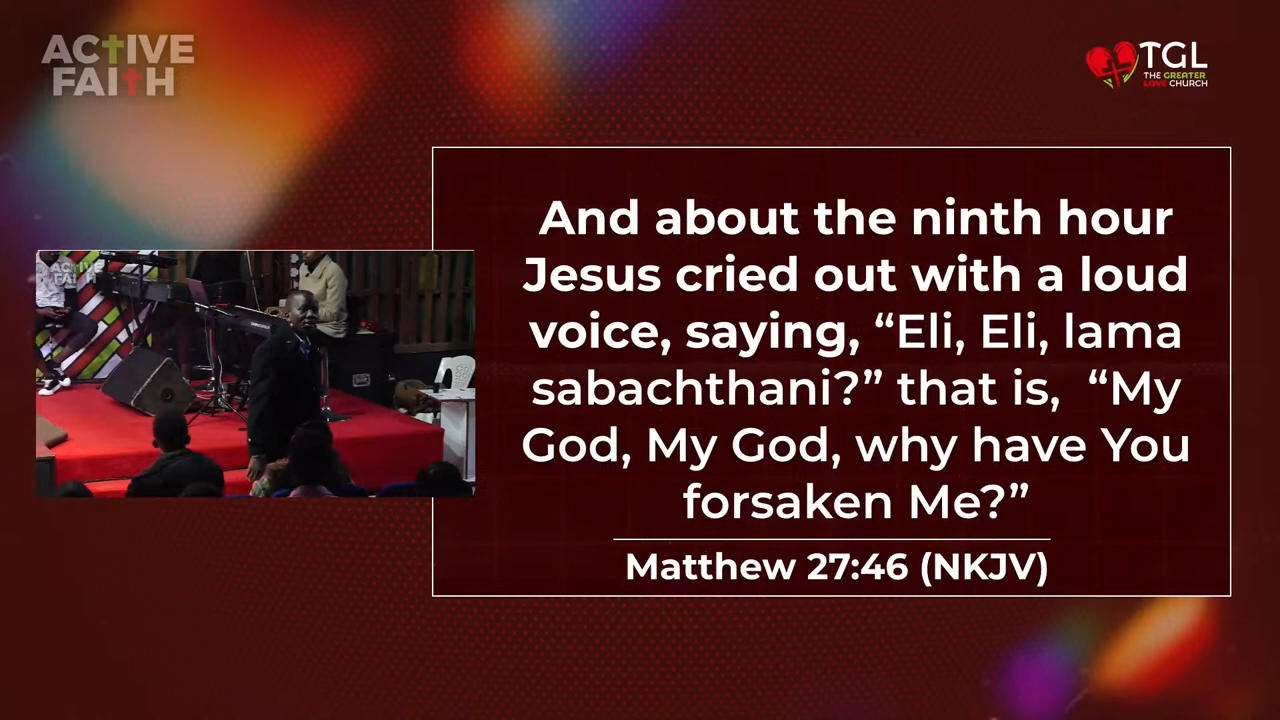 ACTIVE
FAITH
TGL
THE GREATER
LOVE CHURCH
And about the ninth hour
Jesus cried out with a loud
voice, saying, “Eli, Eli, lama
sabachthani?” that is,  “My
God, My God, why have You
forsaken Me?”
Matthew 27:46 (NKJV)
ACTIVE
FAITH